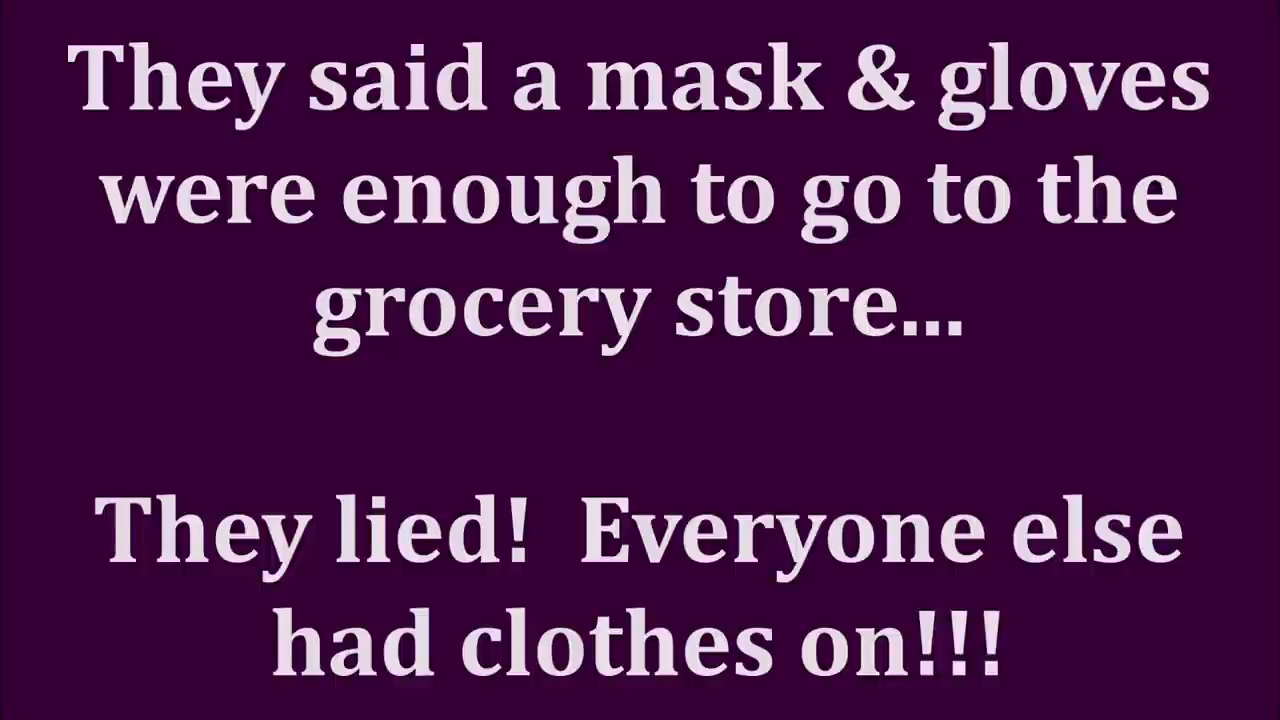 They said a mask & gloves
were enough to go to the
grocery store...
They lied!  Everyone else
had clothes on!!!